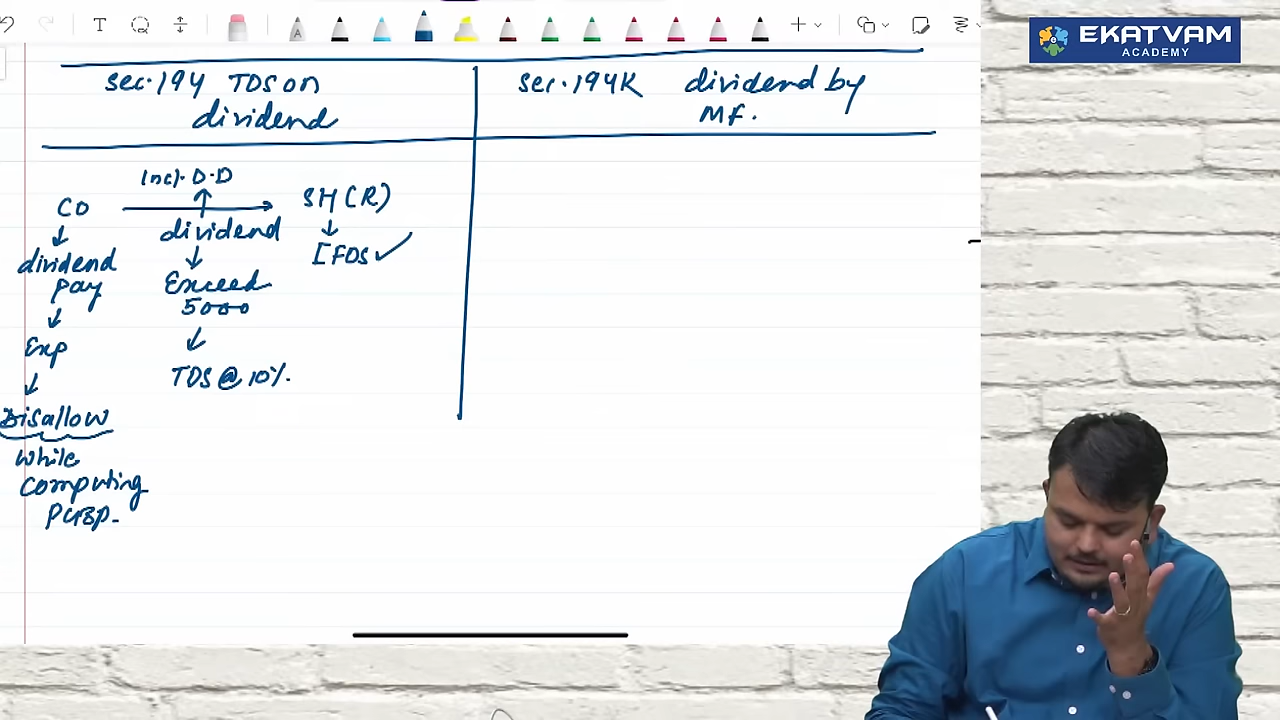 EKATVAM
ACADEMY
Sec.194 TDS on
dividend
Sec.194K dividend by
MF.
Incl. D.D
CO
SH (R)
dividend
IFOS ✓
dividend
pay
Exceed
5000
Exp
TDS @ 10%.
Disallow
while
computing
PGBP.